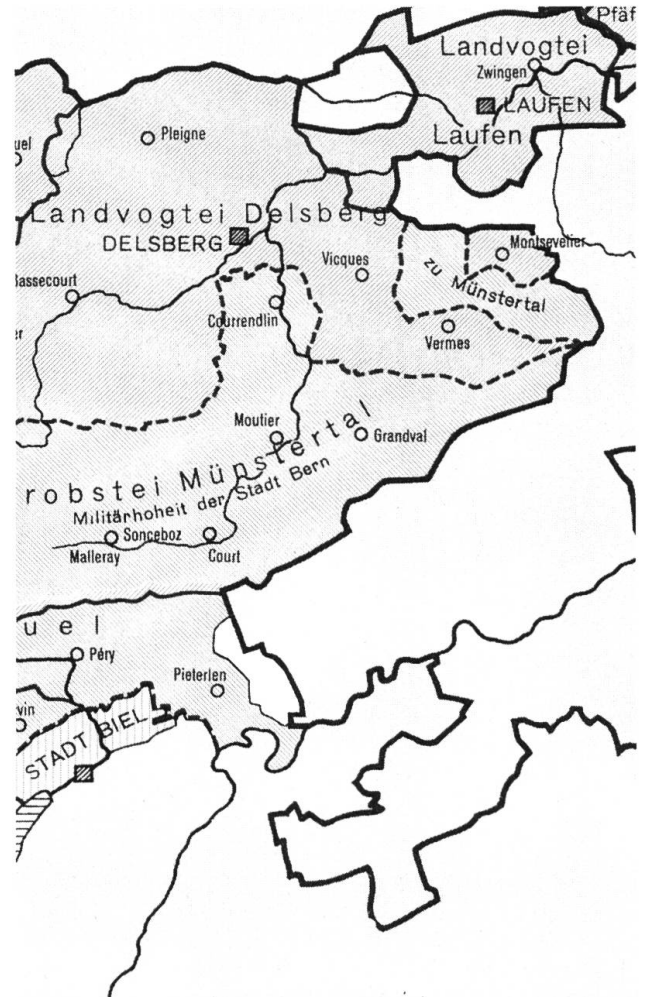 Pfäf
Landvogtei
Zwingen
LAUFEN
Laufen
uel
Pleigne
Landvogtei Delsberg
DELSBERG
Montsevelier
Vicques
zu Münstertal
Bassecourt
Courrendlin
er
Vermes
Moutier
Grandval
robstei Münstertal
Militärhoheit der Stadt Bern
Sonceboz
Malleray
Court
uel
Péry
Pieterlen
vin
STADT BIEL